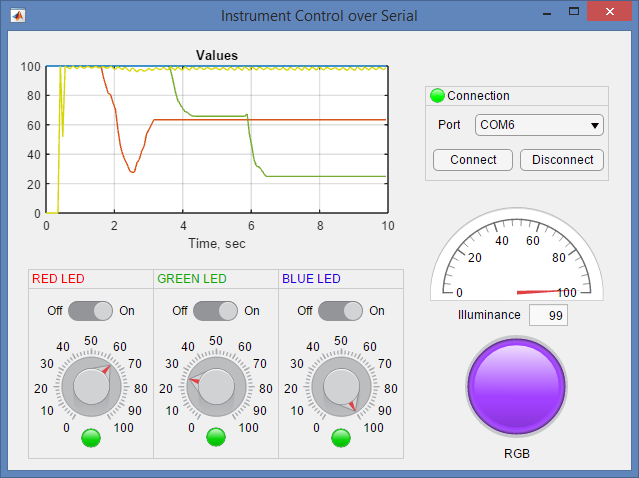 Instrument Control over Serial
Values
100
80
60
40
20
0
0 2 4 6 8 10
Time, sec
Connection
Port COM6
Connect Disconnect
0 20 40 60 80 100
Illuminance 99
RGB
RED LED GREEN LED BLUE LED
Off On Off On Off On
0 10 20 30 40 50 60 70 80 90 100
0 10 20 30 40 50 60 70 80 90 100
0 10 20 30 40 50 60 70 80 90 100